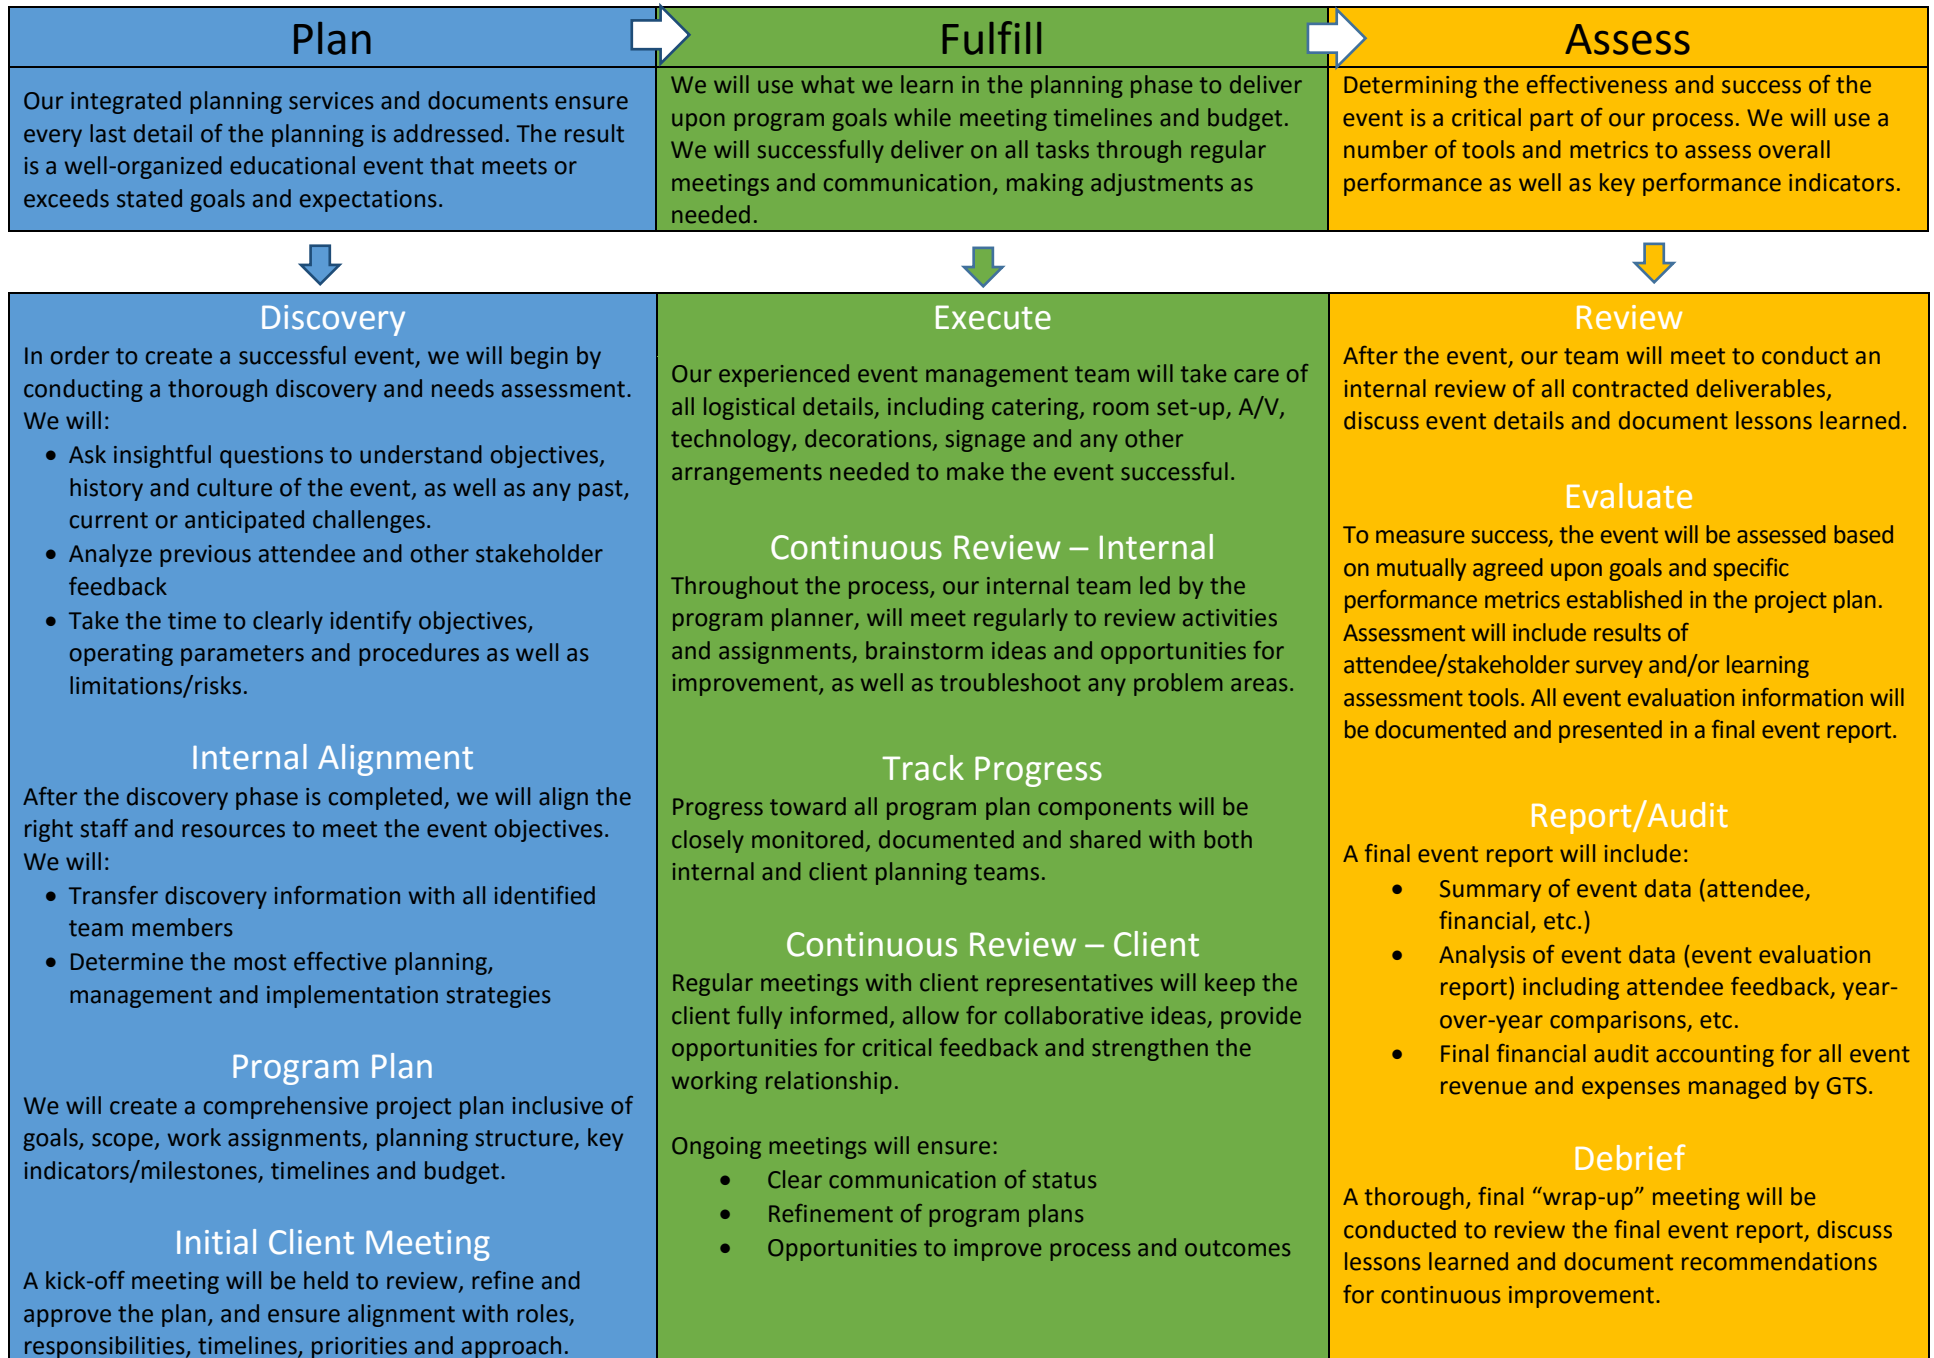 Plan
Our integrated planning services and documents ensure
every last detail of the planning is addressed. The result
is a well-organized educational event that meets or
exceeds stated goals and expectations.
Fulfill
We will use what we learn in the planning phase to deliver
upon program goals while meeting timelines and budget.
We will successfully deliver on all tasks through regular
meetings and communication, making adjustments as
needed.
Assess
Determining the effectiveness and success of the
event is a critical part of our process. We will use a
number of tools and metrics to assess overall
performance as well as key performance indicators.
Discovery
In order to create a successful event, we will begin by
conducting a thorough discovery and needs assessment.
We will:
• Ask insightful questions to understand objectives,
history and culture of the event, as well as any past,
current or anticipated challenges.
• Analyze previous attendee and other stakeholder
feedback
• Take the time to clearly identify objectives,
operating parameters and procedures as well as
limitations/risks.
Internal Alignment
After the discovery phase is completed, we will align the
right staff and resources to meet the event objectives.
We will:
• Transfer discovery information with all identified
team members
• Determine the most effective planning,
management and implementation strategies
Program Plan
We will create a comprehensive project plan inclusive of
goals, scope, work assignments, planning structure, key
indicators/milestones, timelines and budget.
Initial Client Meeting
A kick-off meeting will be held to review, refine and
approve the plan, and ensure alignment with roles,
responsibilities, timelines, priorities and approach.
Execute
Our experienced event management team will take care of
all logistical details, including catering, room set-up, A/V,
technology, decorations, signage and any other
arrangements needed to make the event successful.
Continuous Review – Internal
Throughout the process, our internal team led by the
program planner, will meet regularly to review activities
and assignments, brainstorm ideas and opportunities for
improvement, as well as troubleshoot any problem areas.
Track Progress
Progress toward all program plan components will be
closely monitored, documented and shared with both
internal and client planning teams.
Continuous Review – Client
Regular meetings with client representatives will keep the
client fully informed, allow for collaborative ideas, provide
opportunities for critical feedback and strengthen the
working relationship.
Ongoing meetings will ensure:
• Clear communication of status
• Refinement of program plans
• Opportunities to improve process and outcomes
Review
After the event, our team will meet to conduct an
internal review of all contracted deliverables,
discuss event details and document lessons learned.
Evaluate
To measure success, the event will be assessed based
on mutually agreed upon goals and specific
performance metrics established in the project plan.
Assessment will include results of
attendee/stakeholder survey and/or learning
assessment tools. All event evaluation information will
be documented and presented in a final event report.
Report/Audit
A final event report will include:
• Summary of event data (attendee,
financial, etc.)
• Analysis of event data (event evaluation
report) including attendee feedback, year-
over-year comparisons, etc.
• Final financial audit accounting for all event
revenue and expenses managed by GTS.
Debrief
A thorough, final “wrap-up” meeting will be
conducted to review the final event report, discuss
lessons learned and document recommendations
for continuous improvement.